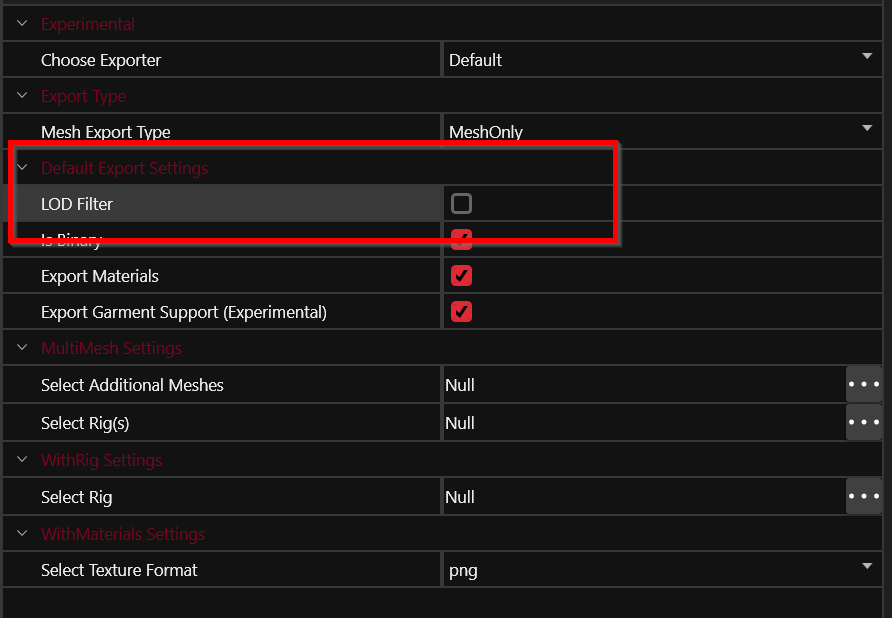 Experimental
Choose Exporter Default
Export Type
Mesh Export Type MeshOnly
Default Export Settings
LOD Filter
Is Binary
Export Materials
Export Garment Support (Experimental)
MultiMesh Settings
Select Additional Meshes Null
Select Rig(s) Null
WithRig Settings
Select Rig Null
WithMaterials Settings
Select Texture Format png